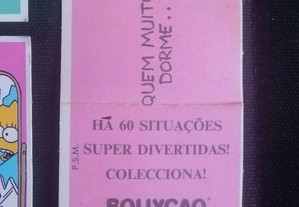 QUEM MUITO
DORME...
P.S.M.
HÁ 60 SITUAÇÕES
SUPER DIVERTIDAS!
COLECCIONA!
BOLLYCAO